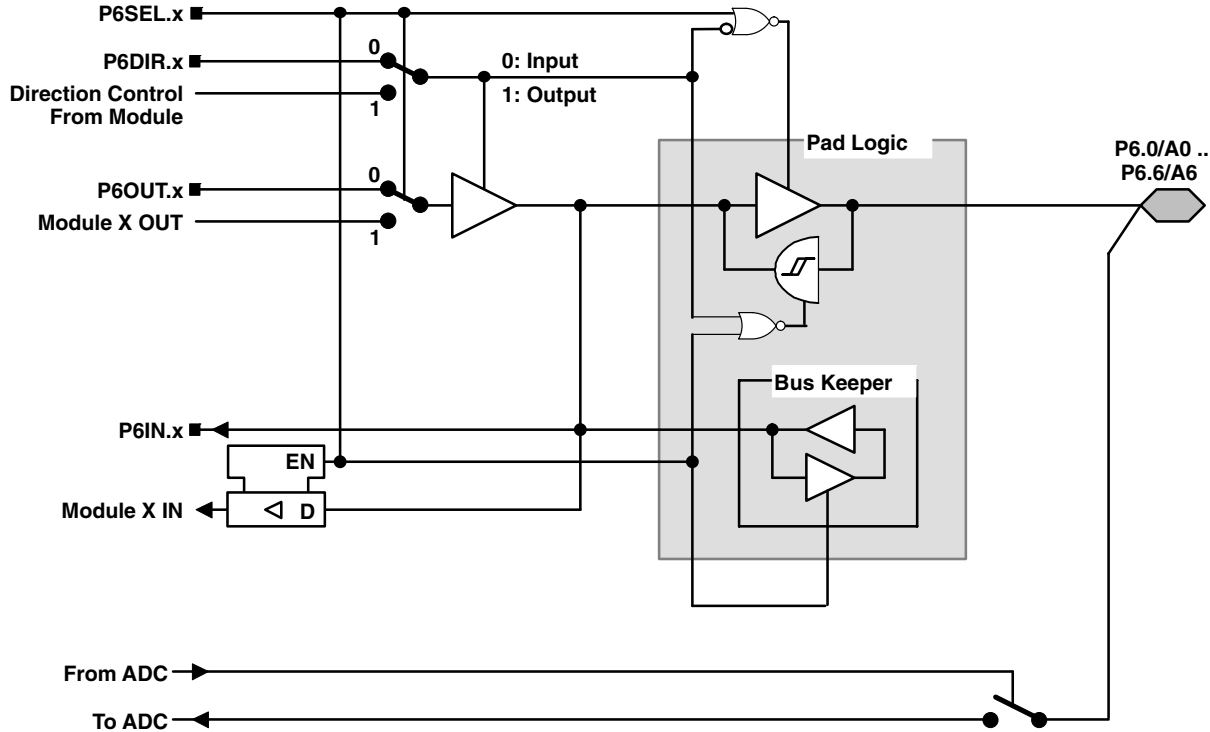 P6SEL.x
P6DIR.x
0
0: Input
Direction Control
From Module
1
1: Output
Pad Logic
P6.0/A0 ..
P6.6/A6
P6OUT.x
0
Module X OUT
1
Bus Keeper
P6IN.x
EN
Module X IN
D
From ADC
To ADC